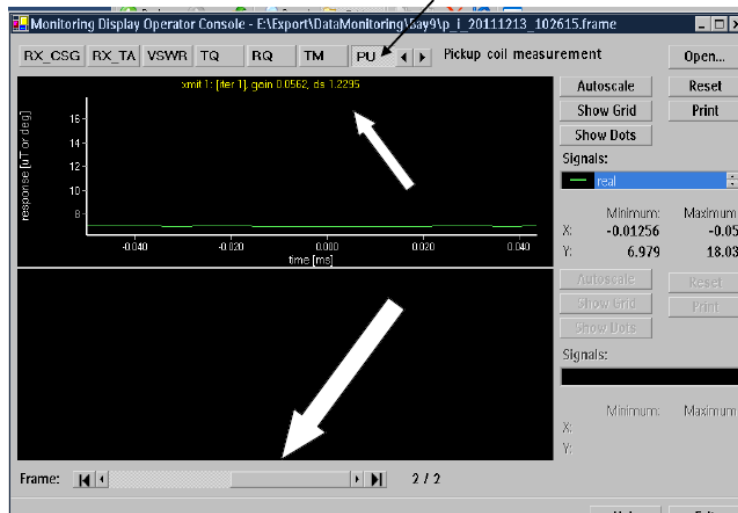 Monitoring Display Operator Console - E:\Export\DataMonitoring\Bay9\p_i_20111213_102615.frame
RX_CSG RX_TA VSWR TQ RQ TM PU Pickup coil measurement Open...
xmit 1: [iter 1], gain 0.0562, ds 1.2295
response [uT or deg]
16
14
12
10
8
-0.040 -0.020 0.000 0.020 0.040
time [ms]
Autoscale Reset
Show Grid Print
Show Dots
Signals:
real
Minimum: Maximum
X: -0.01256 -0.05
Y: 6.979 18.03
Autoscale Reset
Show Grid Print
Show Dots
Signals:
Minimum: Maximum
X:
Y:
Frame: 2 / 2